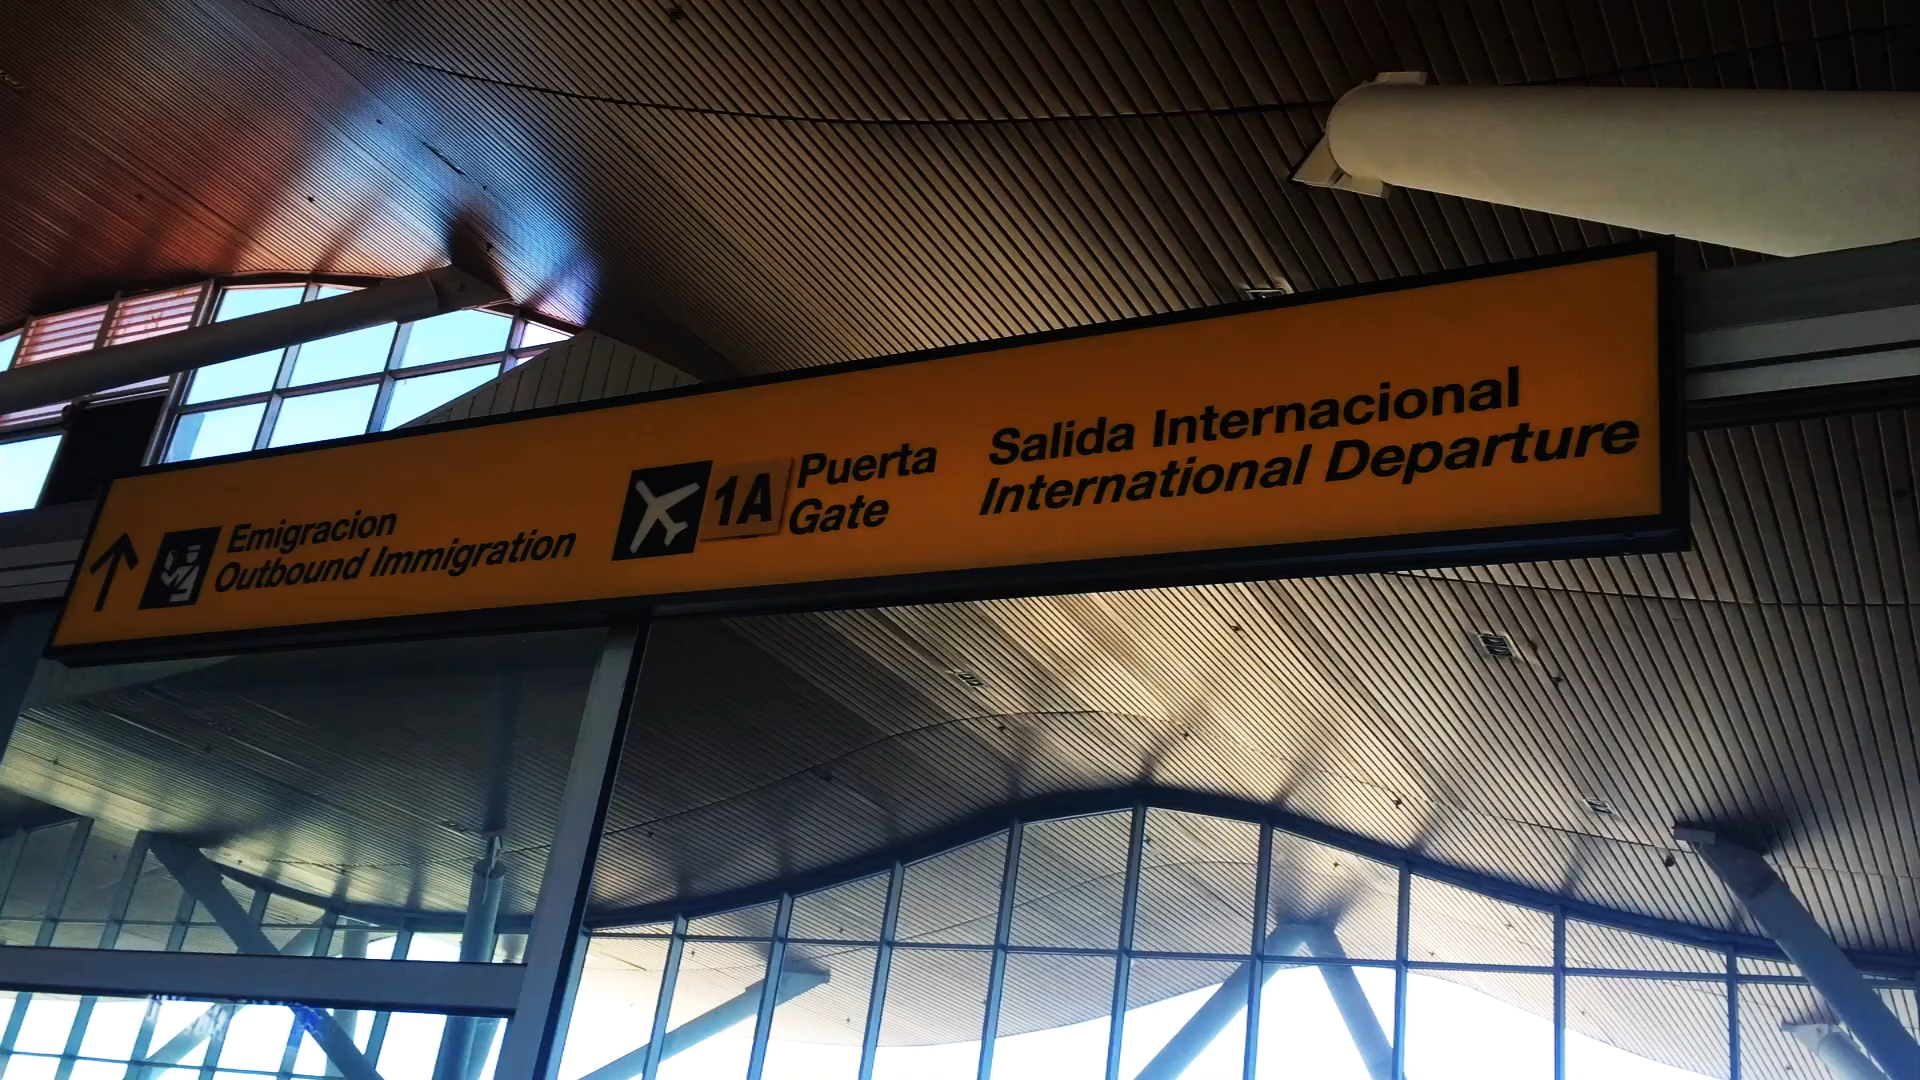 Emigracion
Outbound Immigration
1A
Puerta
Gate
Salida Internacional
International Departure